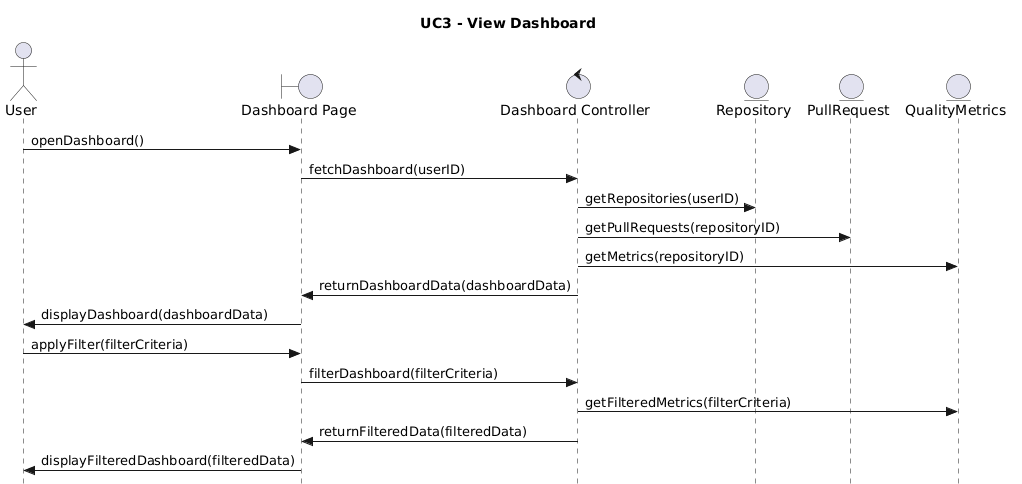 UC3 - View Dashboard
User
Dashboard Page
Dashboard Controller
Repository
PullRequest
QualityMetrics
openDashboard()
fetchDashboard(userID)
getRepositories(userID)
getPullRequests(repositoryID)
getMetrics(repositoryID)
returnDashboardData(dashboardData)
displayDashboard(dashboardData)
applyFilter(filterCriteria)
filterDashboard(filterCriteria)
getFilteredMetrics(filterCriteria)
returnFilteredData(filteredData)
displayFilteredDashboard(filteredData)